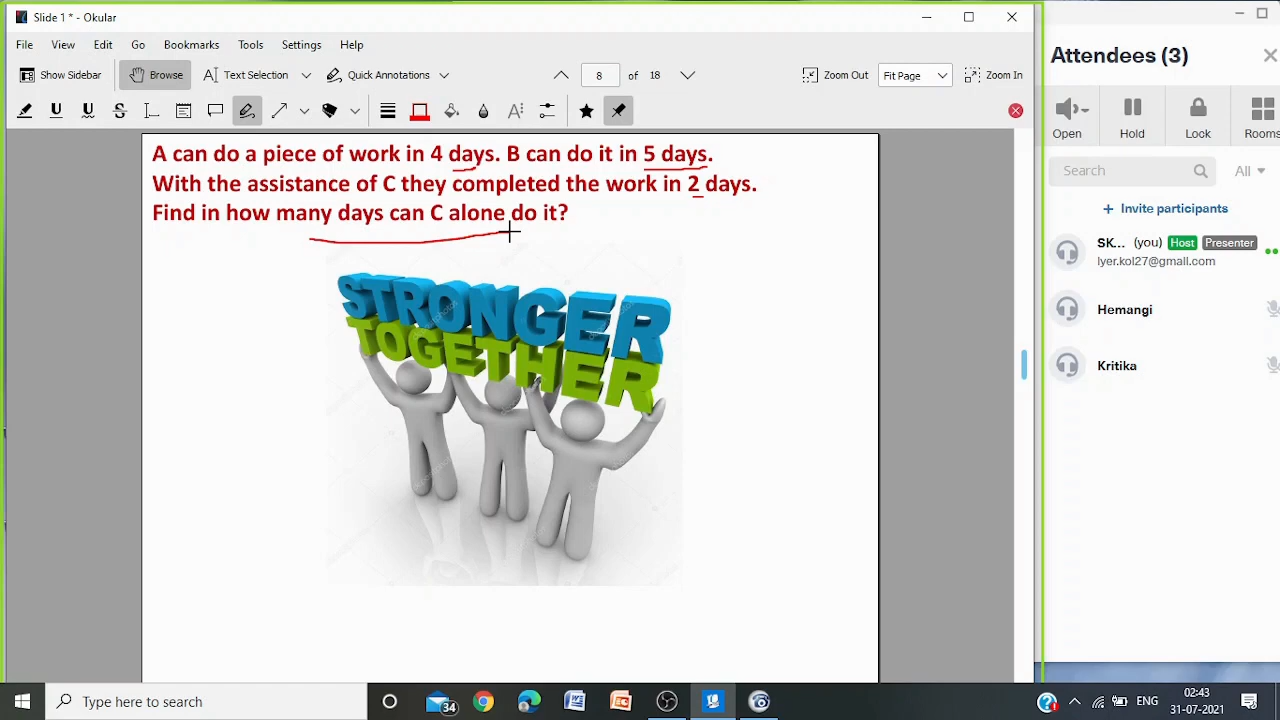 Slide 1 * - Okular
File View Edit Go Bookmarks Tools Settings Help
Show Sidebar Browse Text Selection Quick Annotations 8 of 18 Zoom Out Fit Page Zoom In
A can do a piece of work in 4 days. B can do it in 5 days.
With the assistance of C they completed the work in 2 days.
Find in how many days can C alone do it?
STRONGER
TOGETHER
Attendees (3)
Open Hold Lock Rooms
Search All
+ Invite participants
SK... (you) Host Presenter
lyer.kol27@gmail.com
Hemangi
Kritika
Type here to search
34
ENG
02:43
31-07-2021